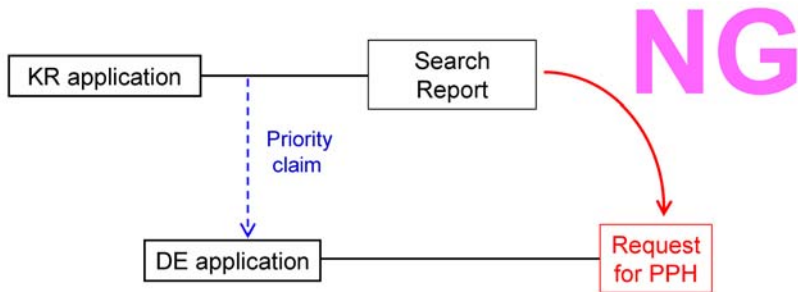 NG
KR application
Search
Report
Priority
claim
DE application
Request
for PPH